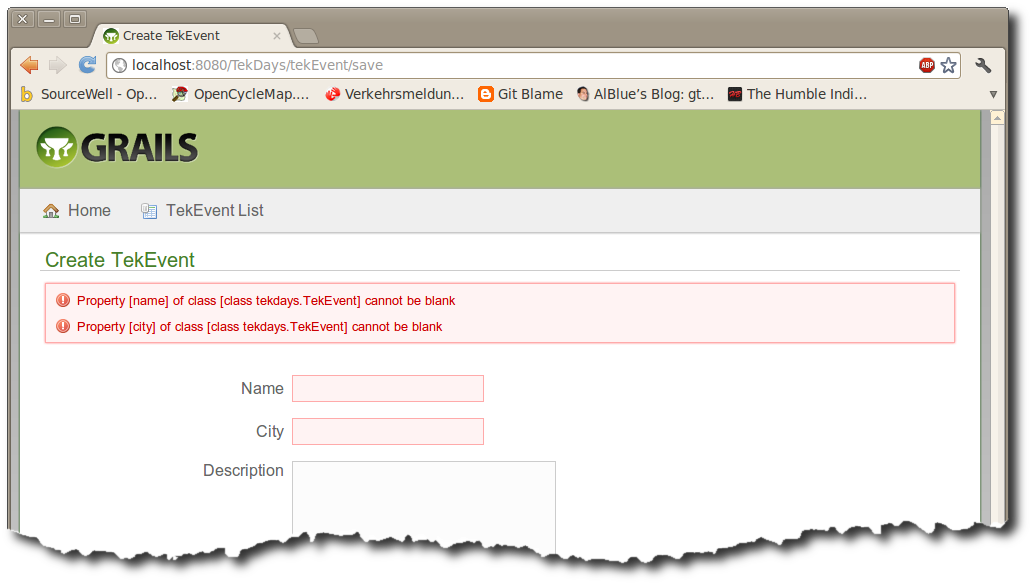 Create TekEvent
localhost:8080/TekDays/tekEvent/save
ABP
SourceWell - Op... OpenCycleMap.... Verkehrsmeldun... Git Blame AlBlue's Blog: gt... The Humble Indi...
GRAILS
Home TekEvent List
Create TekEvent
Property [name] of class [class tekdays.TekEvent] cannot be blank
Property [city] of class [class tekdays.TekEvent] cannot be blank
Name
City
Description